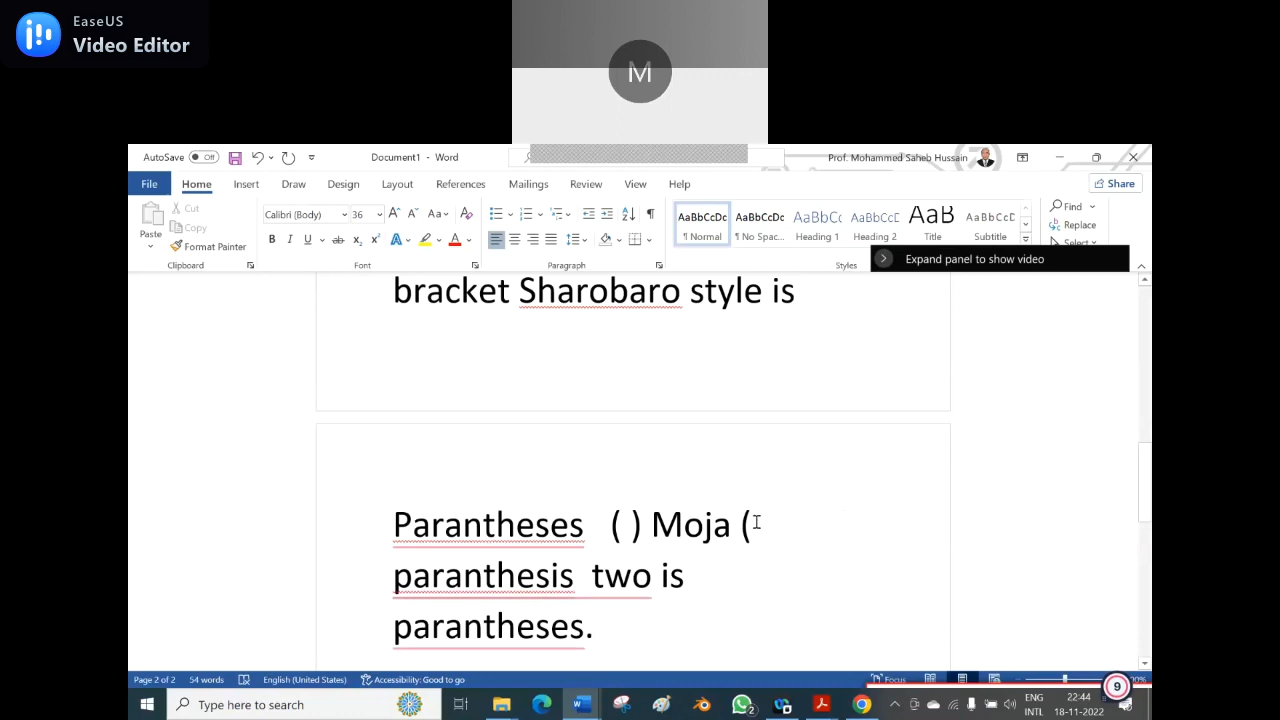 EaseUS
Video Editor
M
AutoSave Off Document1 - Word Prof. Mohammed Saheb Hussain
File Home Insert Draw Design Layout References Mailings Review View Help Share
Paste Cut Copy Format Painter
Calibri (Body) 36
AaBbCcDc AaBbCcDc AaBbC AaBbCcD AaB AaBbCcD
¶ Normal ¶ No Spac... Heading 1 Heading 2 Title Subtitle
Find
Replace
Select
Clipboard Font Paragraph Styles
Expand panel to show video
bracket Sharobaro style is
Parantheses ( ) Moja (
paranthesis two is
parantheses.
Page 2 of 2 54 words English (United States) Accessibility: Good to go Focus
9
Type here to search
2
ENG
INTL
22:44
18-11-2022